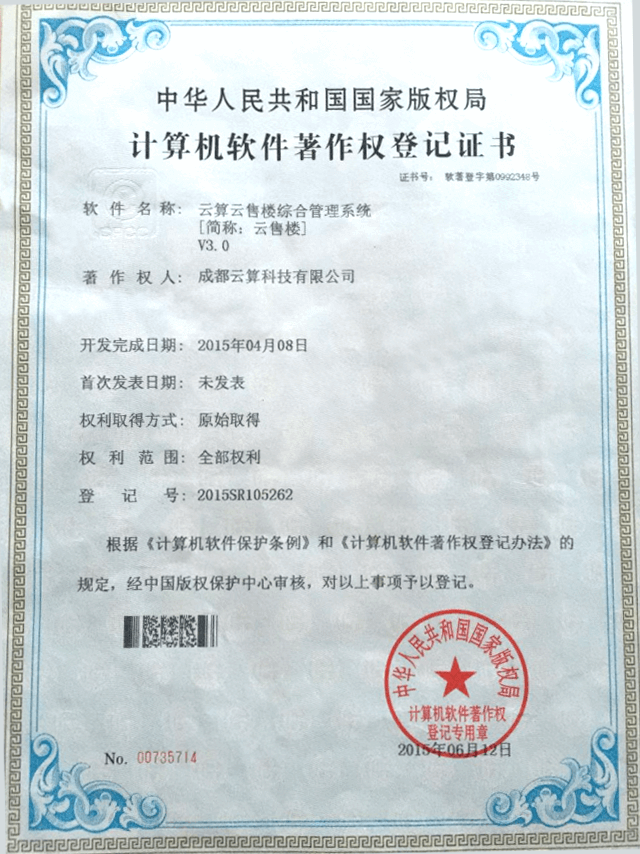 中华人民共和国国家版权局
计算机软件著作权登记证书
证书号: 软著登字第0992348号
软件名称: 云算云售楼综合管理系统
[简称:云售楼]
V3.0
著作权人: 成都云算科技有限公司
开发完成日期: 2015年04月08日
首次发表日期: 未发表
权利取得方式: 原始取得
权利范围: 全部权利
登记号: 2015SR105262
根据《计算机软件保护条例》和《计算机软件著作权登记办法》的
规定,经中国版权保护中心审核,对以上事项予以登记。
中华人民共和国国家版权局
计算机软件著作权
登记专用章
2015年06月12日
No. 00735714